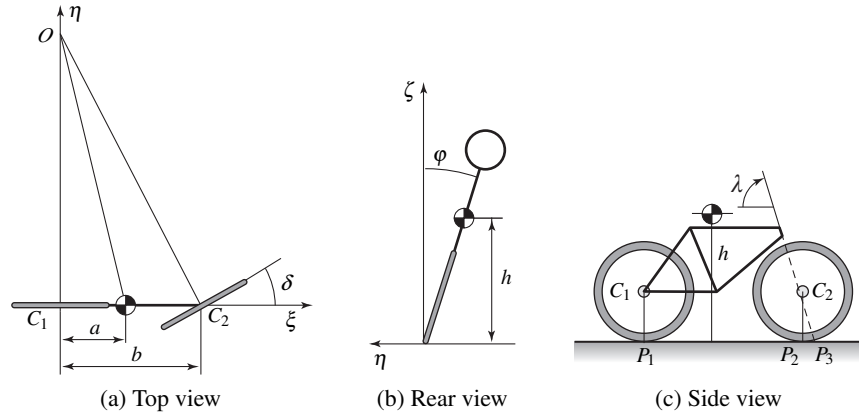 η
O
δ
C₁
C₂
ξ
a
b
(a) Top view
ζ
φ
h
η
(b) Rear view
λ
h
C₁
C₂
P₁
P₂
P₃
(c) Side view